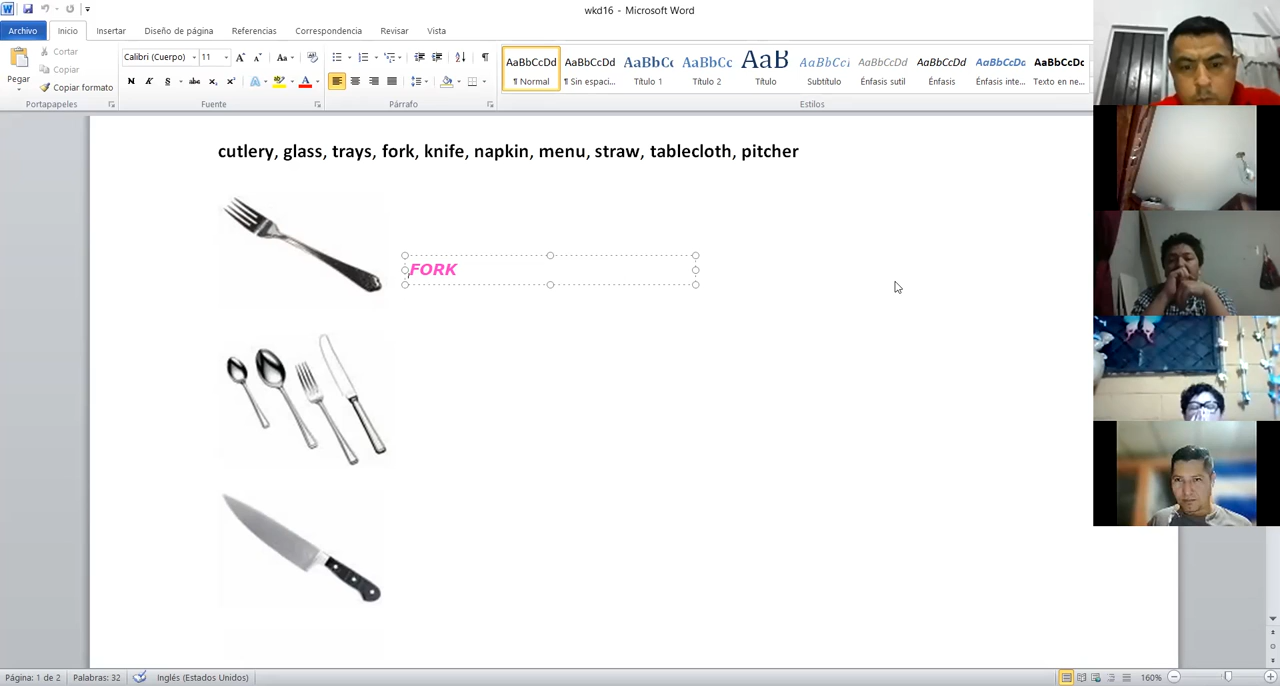 wkd16 - Microsoft Word
Archivo Inicio Insertar Diseño de página Referencias Correspondencia Revisar Vista
Pegar
Cortar
Copiar
Copiar formato
Portapapeles
Calibri (Cuerpo) 11
Fuente
Párrafo
AaBbCcDd AaBbCcDd AaBbCc AaBbCc AaB AaBbCcI AaBbCcDd AaBbCcDd AaBbCcDc AaBbCcDc
¶ Normal ¶ Sin espaci... Título 1 Título 2 Título Subtítulo Énfasis sutil Énfasis Énfasis inte... Texto en ne...
Estilos
cutlery, glass, trays, fork, knife, napkin, menu, straw, tablecloth, pitcher
FORK
Página: 1 de 2 Palabras: 32 Inglés (Estados Unidos) 160%